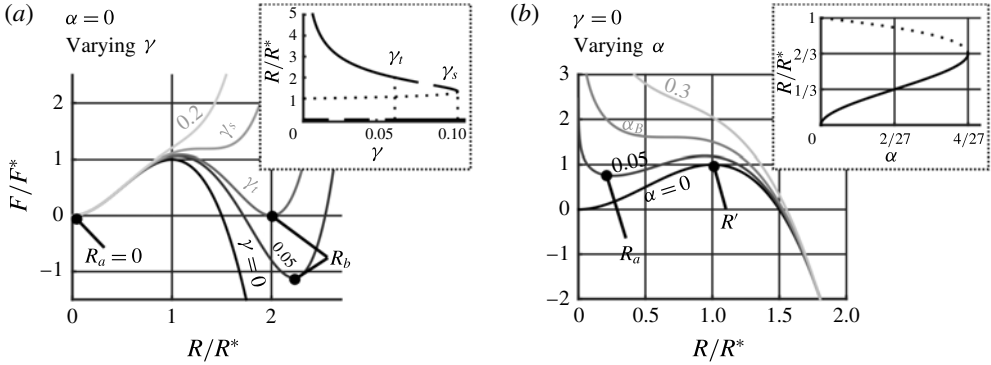 (a)
α = 0
Varying γ
F/F*
2
1
0
−1
0
1
2
R/R*
0.2
γs
γt
0.05
γ = 0
Ra = 0
Rb
R/R*
5
4
3
2
1
0
0.05
0.10
γ
γt
γs
(b)
γ = 0
Varying α
3
2
1
0
−1
−2
0
0.5
1.0
1.5
2.0
R/R*
0.3
αB
0.05
α = 0
Ra
R′
R/R*
1
2/3
1/3
0
2/27
4/27
α